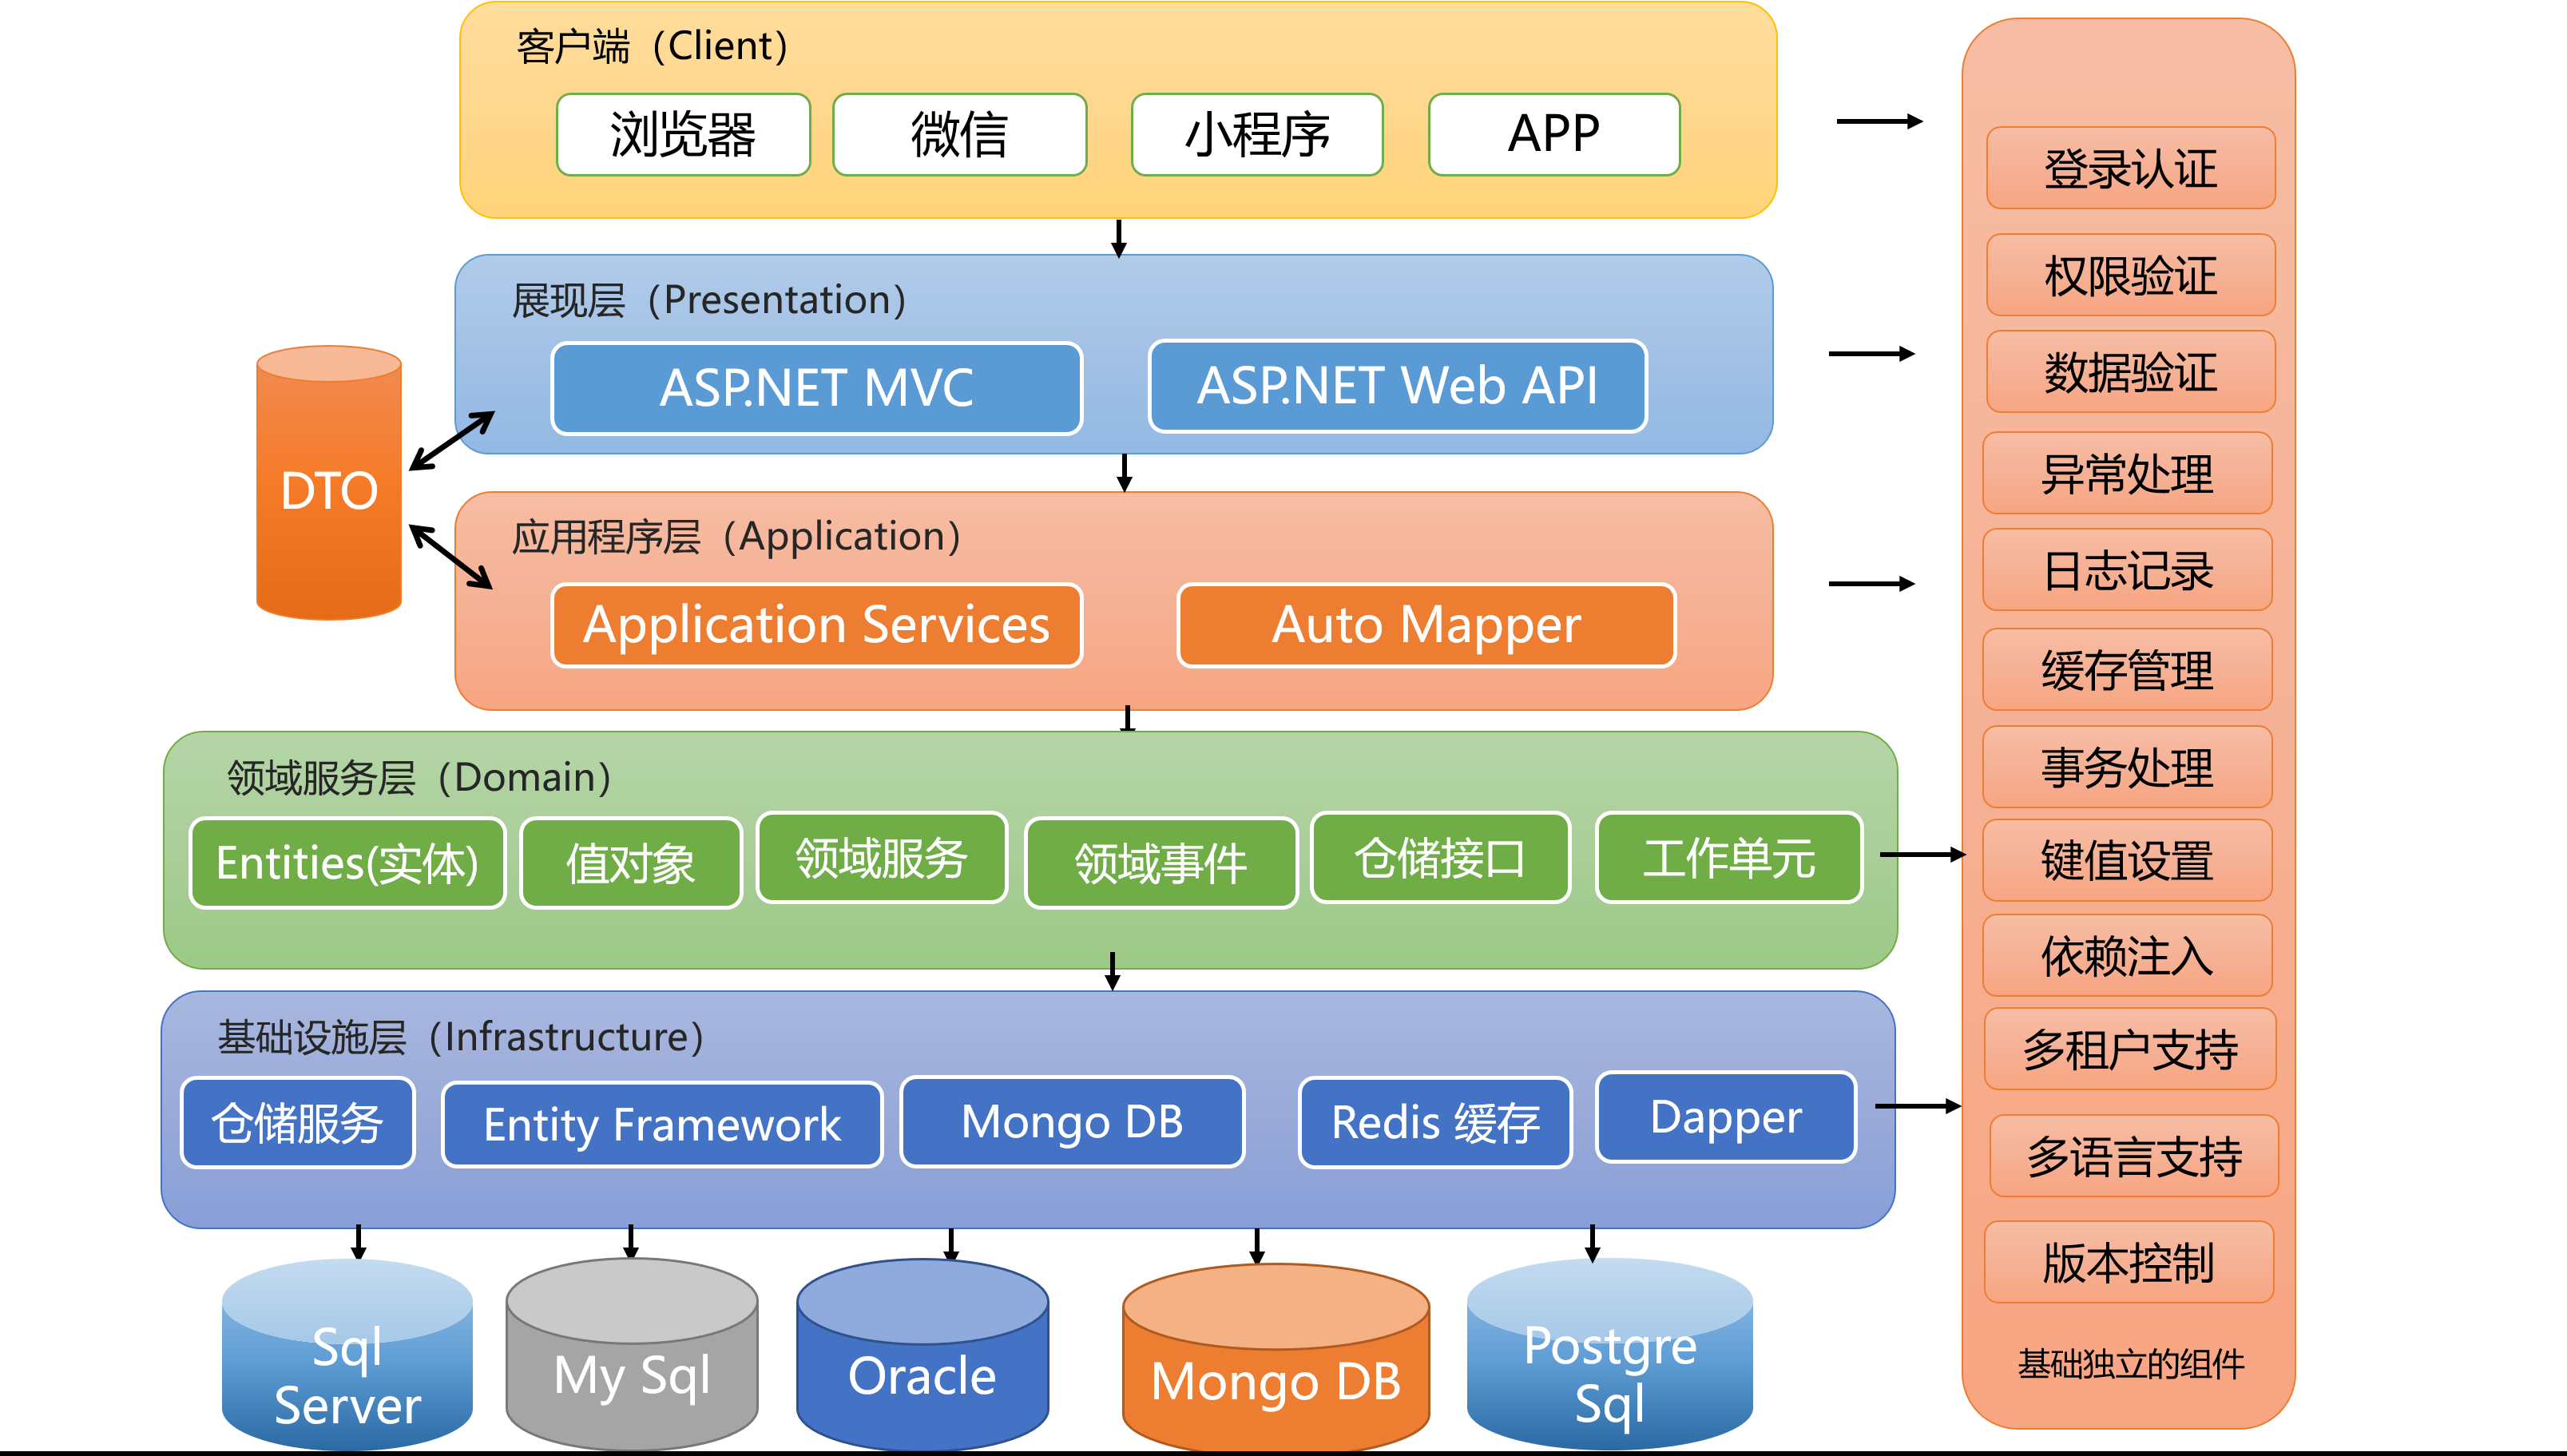 客户端（Client）
浏览器
微信
小程序
APP
展现层（Presentation）
ASP.NET MVC
ASP.NET Web API
DTO
应用程序层（Application）
Application Services
Auto Mapper
领域服务层（Domain）
Entities(实体)
值对象
领域服务
领域事件
仓储接口
工作单元
基础设施层（Infrastructure）
仓储服务
Entity Framework
Mongo DB
Redis 缓存
Dapper
Sql
Server
My Sql
Oracle
Mongo DB
Postgre
Sql
登录认证
权限验证
数据验证
异常处理
日志记录
缓存管理
事务处理
键值设置
依赖注入
多租户支持
多语言支持
版本控制
基础独立的组件